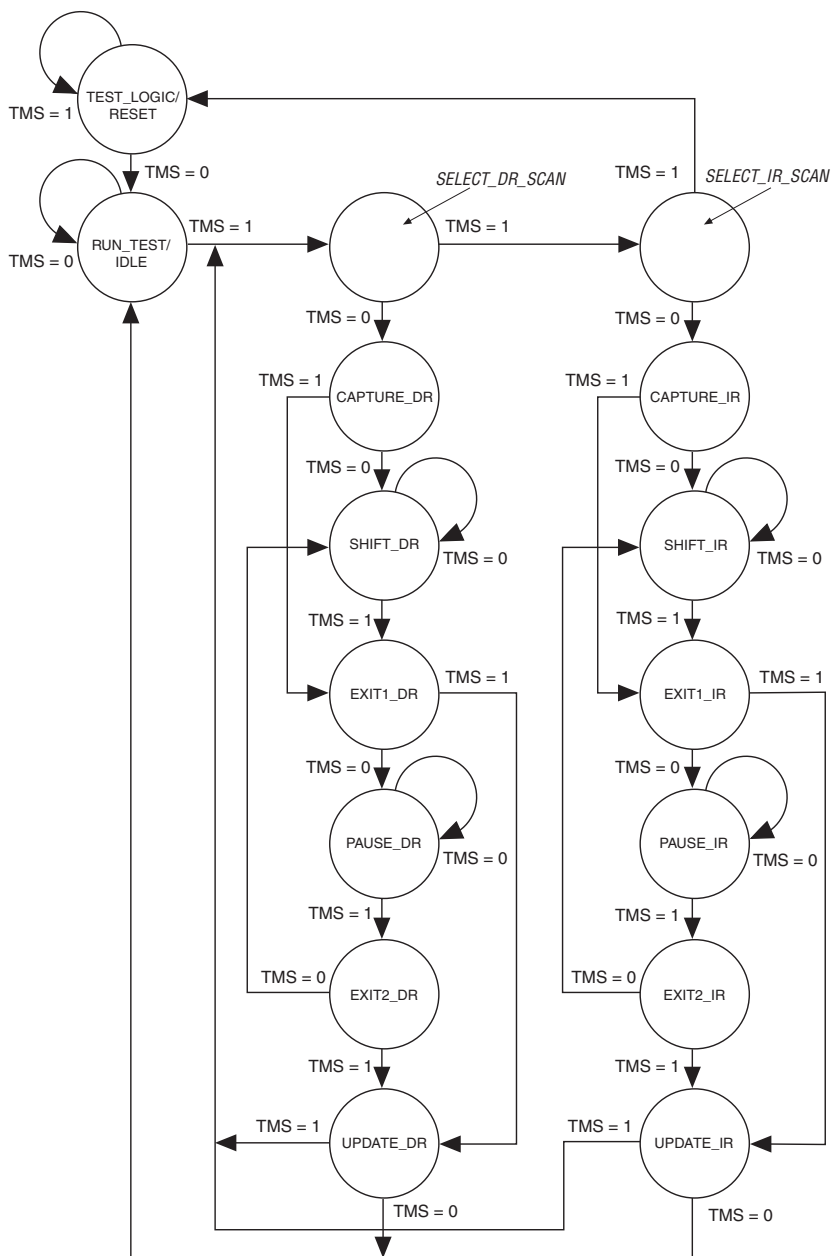 TEST_LOGIC/
RESET
TMS = 1
TMS = 0
SELECT_DR_SCAN
TMS = 1
SELECT_IR_SCAN
RUN_TEST/
IDLE
TMS = 0
TMS = 1
TMS = 1
TMS = 0
TMS = 0
TMS = 1
CAPTURE_DR
TMS = 1
CAPTURE_IR
TMS = 0
TMS = 0
SHIFT_DR
TMS = 0
SHIFT_IR
TMS = 0
TMS = 1
TMS = 1
EXIT1_DR
TMS = 1
EXIT1_IR
TMS = 1
TMS = 0
TMS = 0
PAUSE_DR
TMS = 0
PAUSE_IR
TMS = 0
TMS = 1
TMS = 1
TMS = 0
EXIT2_DR
TMS = 0
EXIT2_IR
TMS = 1
TMS = 1
TMS = 1
UPDATE_DR
TMS = 1
UPDATE_IR
TMS = 0
TMS = 0